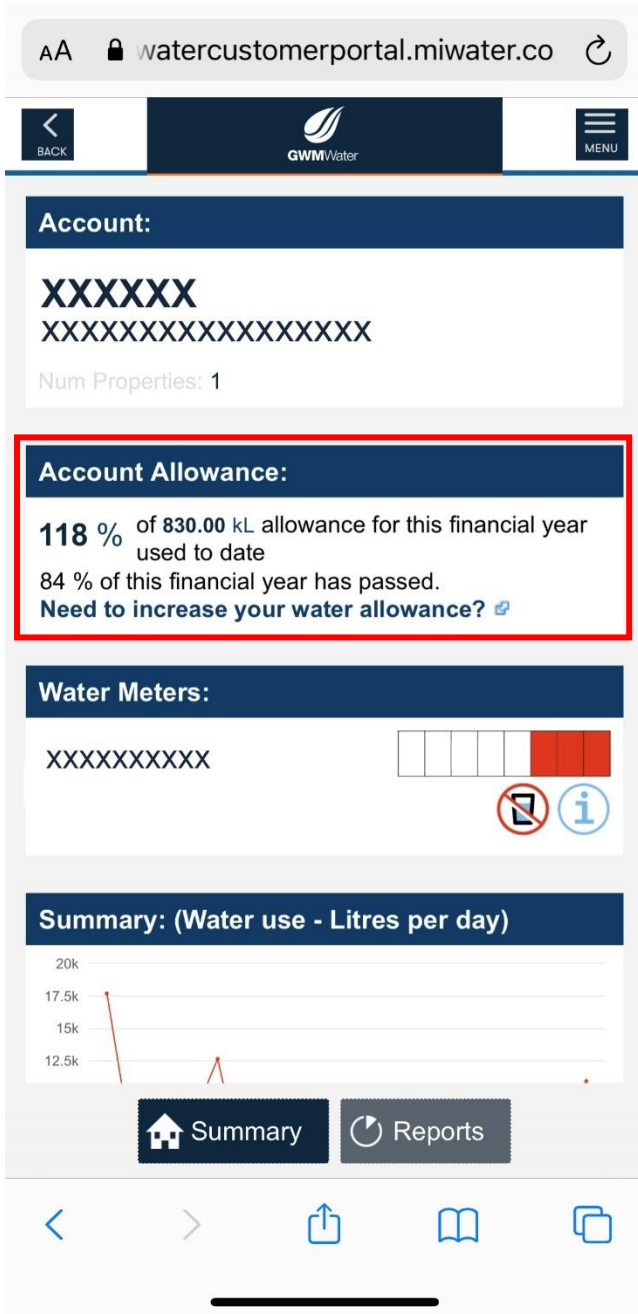 AA watercustomerportal.miwater.co
BACK
GWMWater
MENU
Account:
XXXXXX
XXXXXXXXXXXXXXXXX
Num Properties: 1
Account Allowance:
118 % of 830.00 kL allowance for this financial year
used to date
84 % of this financial year has passed.
Need to increase your water allowance?
Water Meters:
XXXXXXXXXX
i
Summary: (Water use - Litres per day)
20k
17.5k
15k
12.5k
Summary
Reports